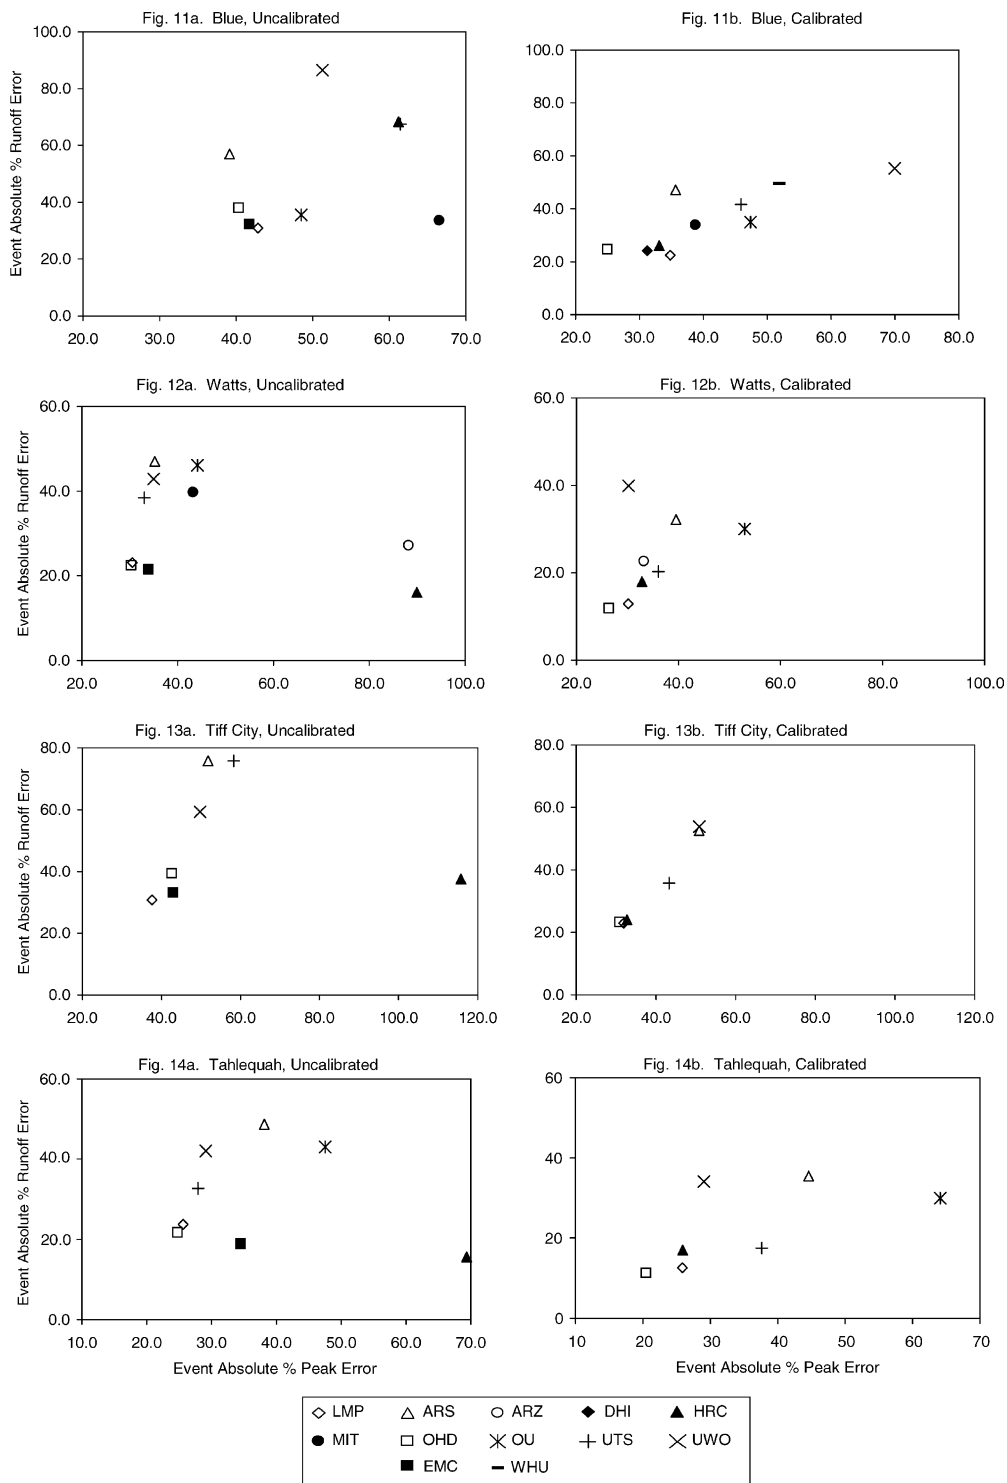 Fig. 11a. Blue, Uncalibrated
100.0
80.0
60.0
40.0
20.0
0.0
Event Absolute % Runoff Error
20.0 30.0 40.0 50.0 60.0 70.0
Fig. 11b. Blue, Calibrated
100.0
80.0
60.0
40.0
20.0
0.0
20.0 30.0 40.0 50.0 60.0 70.0 80.0
Fig. 12a. Watts, Uncalibrated
60.0
40.0
20.0
0.0
Event Absolute % Runoff Error
20.0 40.0 60.0 80.0 100.0
Fig. 12b. Watts, Calibrated
60.0
40.0
20.0
0.0
20.0 40.0 60.0 80.0 100.0
Fig. 13a. Tiff City, Uncalibrated
80.0
60.0
40.0
20.0
0.0
Event Absolute % Runoff Error
20.0 40.0 60.0 80.0 100.0 120.0
Fig. 13b. Tiff City, Calibrated
80.0
60.0
40.0
20.0
0.0
20.0 40.0 60.0 80.0 100.0 120.0
Fig. 14a. Tahlequah, Uncalibrated
60.0
40.0
20.0
0.0
Event Absolute % Runoff Error
10.0 20.0 30.0 40.0 50.0 60.0 70.0
Event Absolute % Peak Error
Fig. 14b. Tahlequah, Calibrated
60
40
20
0
10 20 30 40 50 60 70
Event Absolute % Peak Error
LMP ARS ARZ DHI HRC
MIT OHD OU UTS UWO
EMC WHU